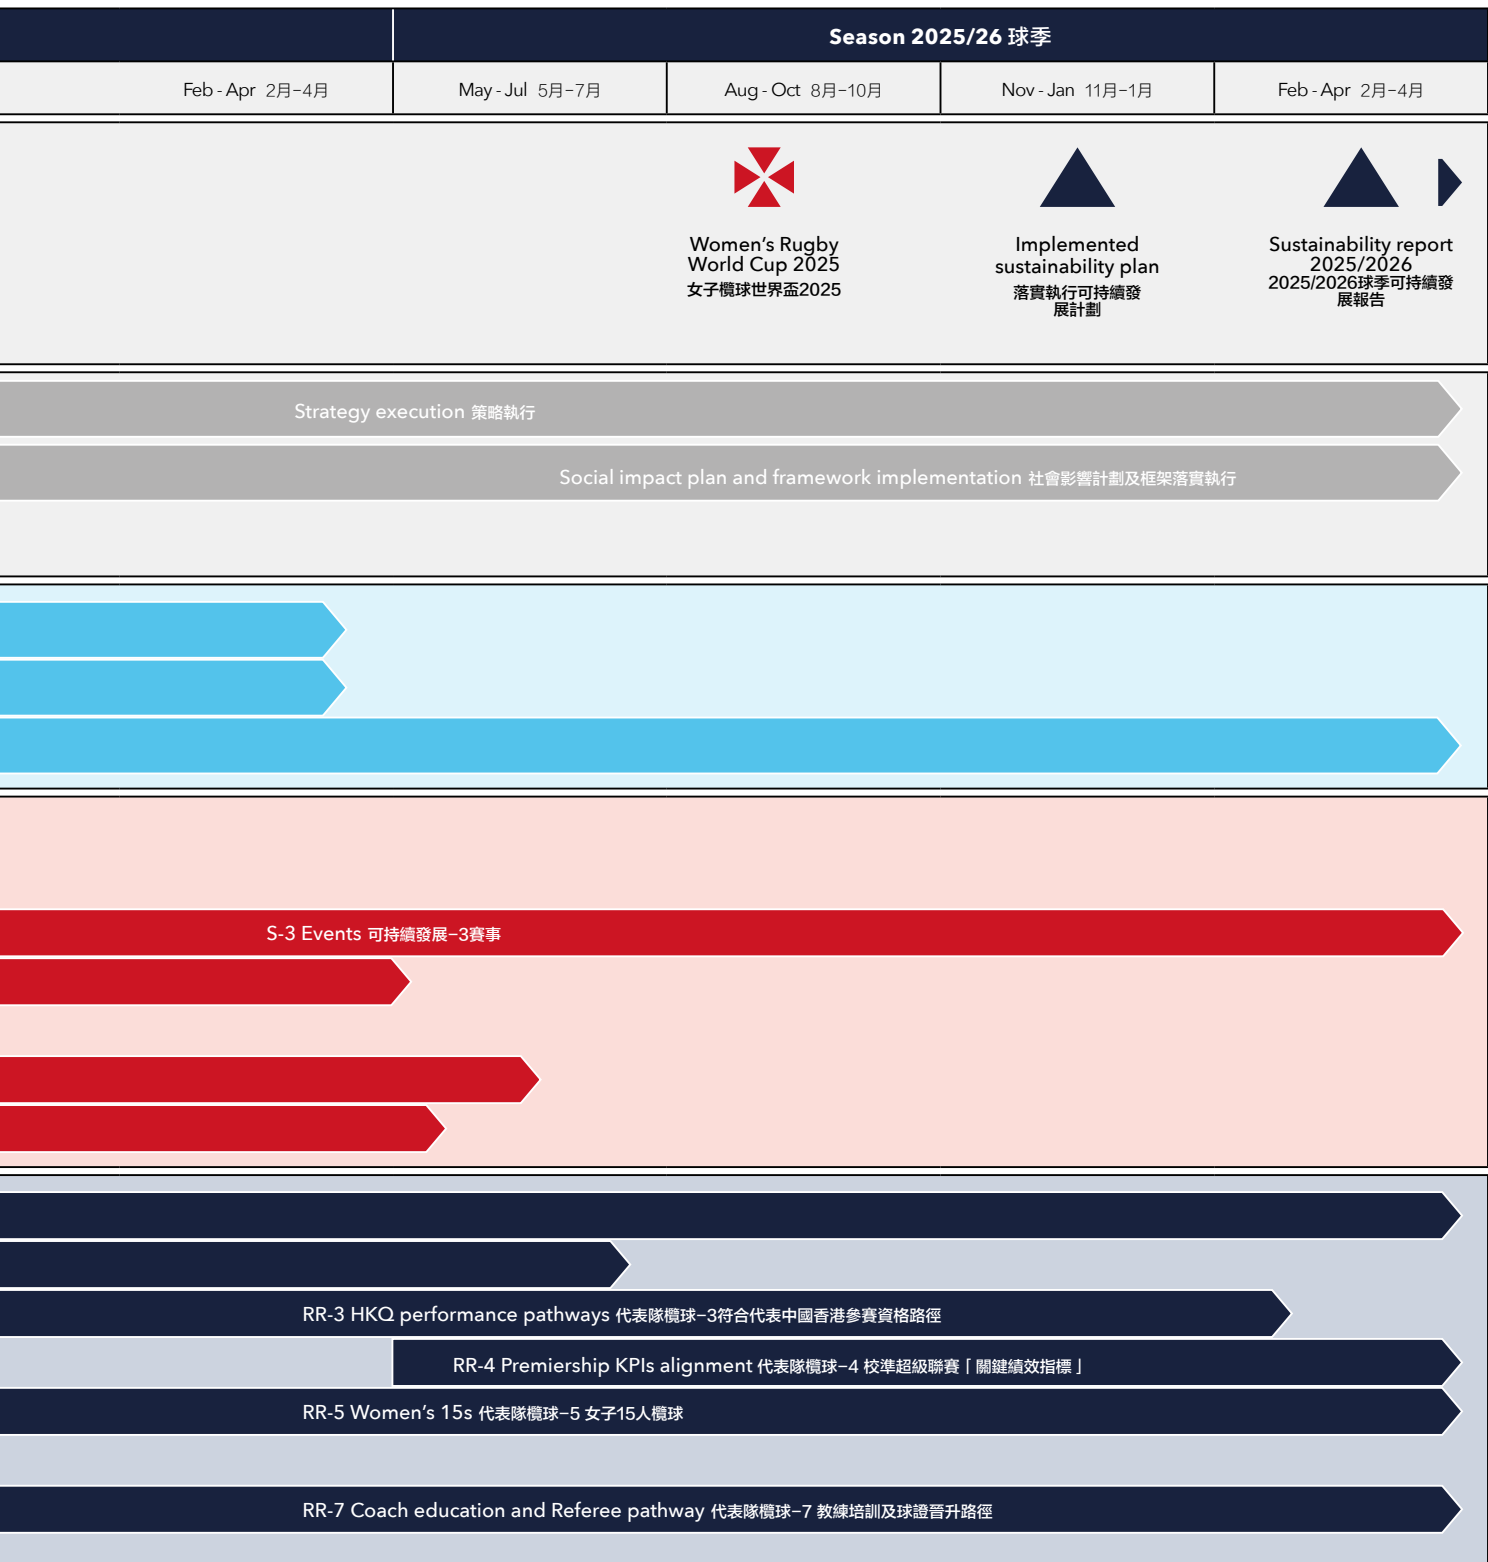 Season 2025/26 球季
Feb - Apr 2月-4月
May - Jul 5月-7月
Aug - Oct 8月-10月
Nov - Jan 11月-1月
Feb - Apr 2月-4月
Women's Rugby
World Cup 2025
女子欖球世界盃2025
Implemented
sustainability plan
落實執行可持續發
展計劃
Sustainability report
2025/2026
2025/2026球季可持續發
展報告
Strategy execution 策略執行
Social impact plan and framework implementation 社會影響計劃及框架落實執行
S-3 Events 可持續發展-3賽事
RR-3 HKQ performance pathways 代表隊欖球-3符合代表中國香港參賽資格路徑
RR-4 Premiership KPIs alignment 代表隊欖球-4 校準超級聯賽「關鍵績效指標」
RR-5 Women's 15s 代表隊欖球-5 女子15人欖球
RR-7 Coach education and Referee pathway 代表隊欖球-7 教練培訓及球證晉升路徑